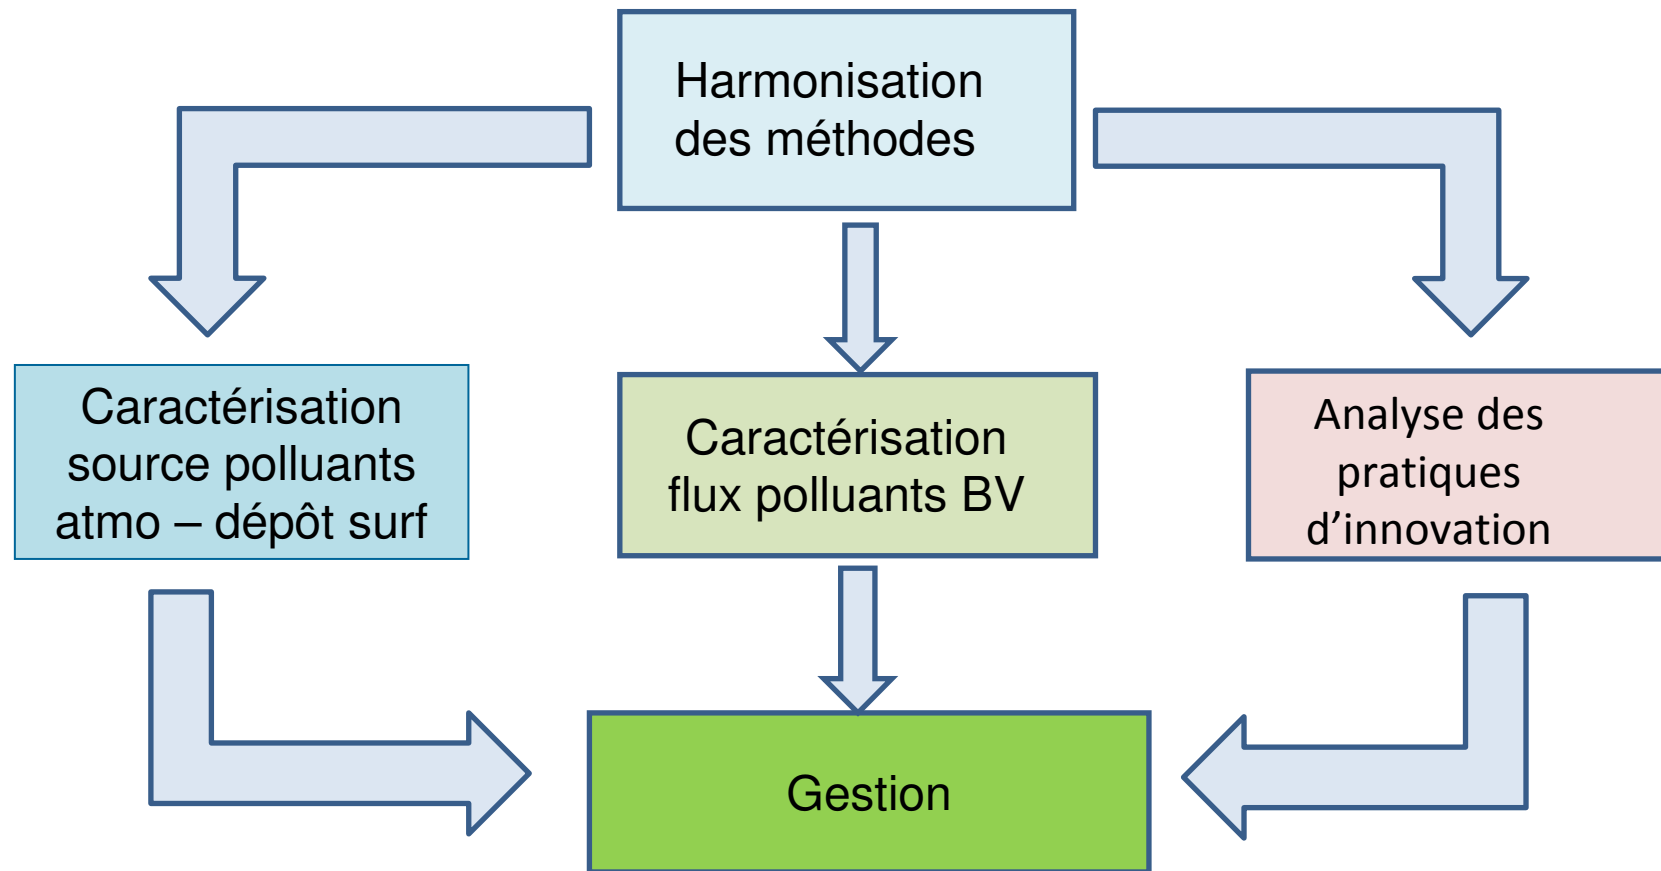 Harmonisation
des méthodes
Caractérisation
source polluants
atmo – dépôt surf
Caractérisation
flux polluants BV
Analyse des
pratiques
d’innovation
Gestion